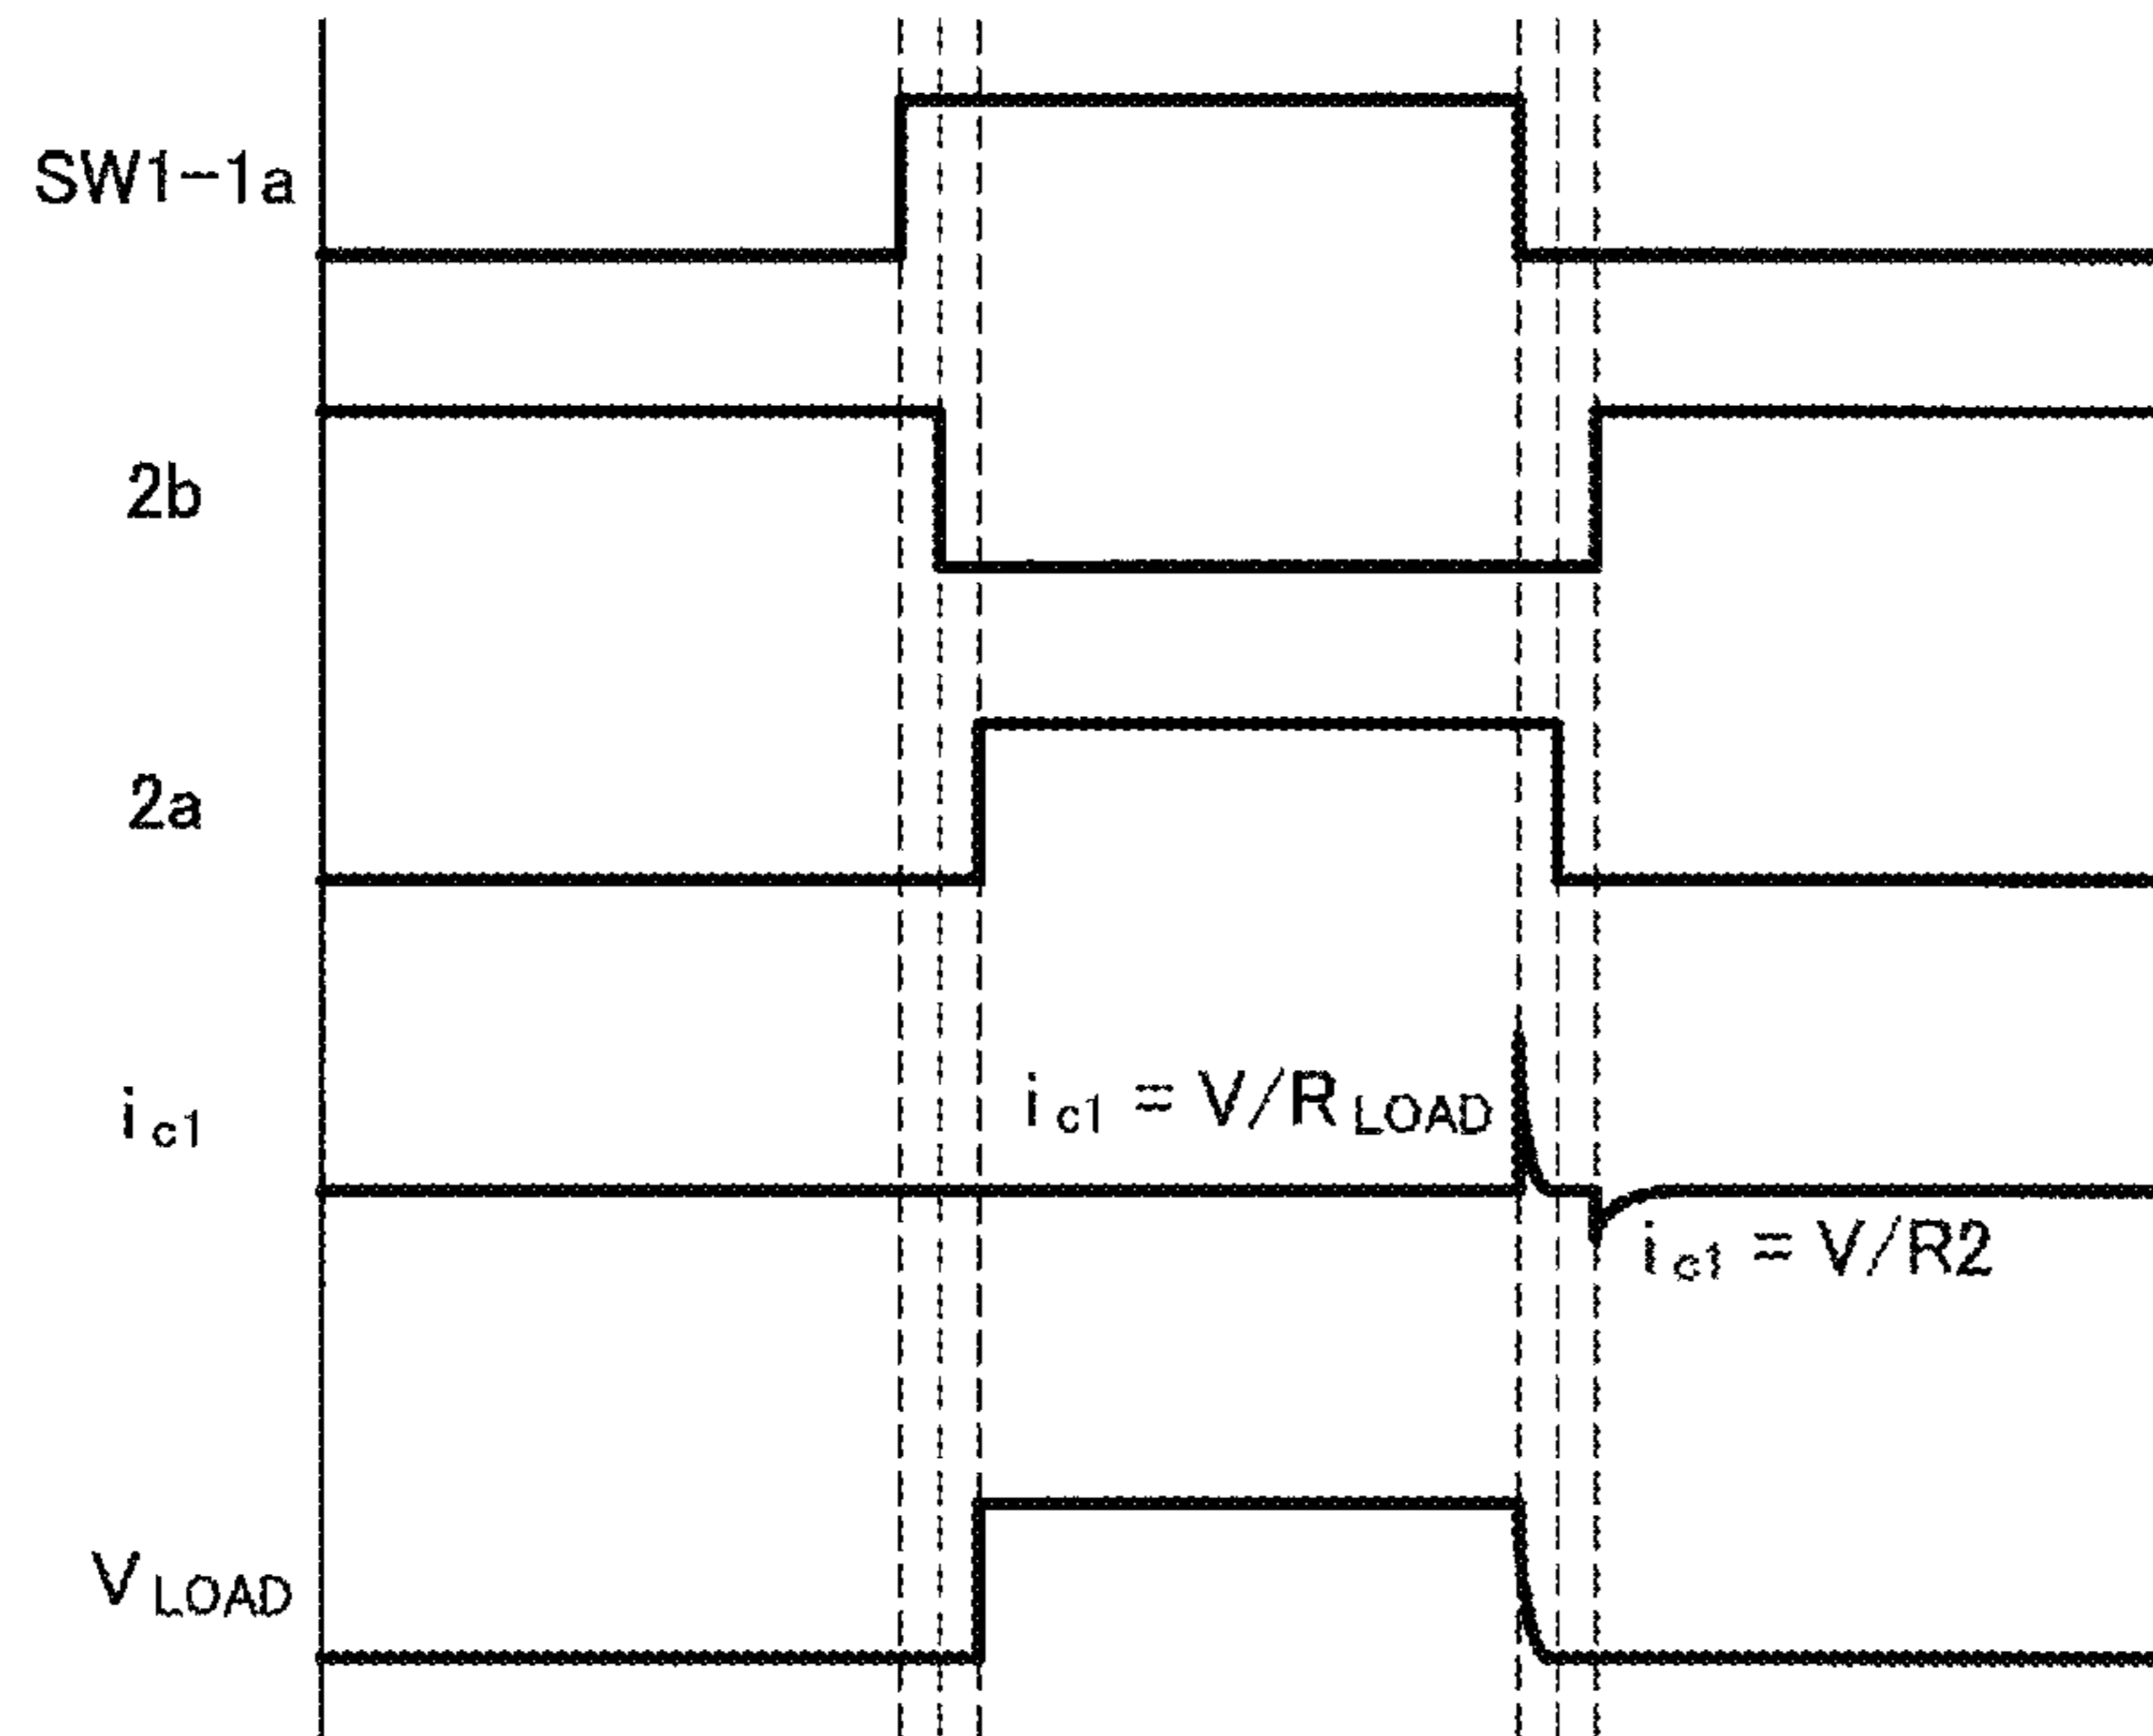 SW1-1a
2b
2a
i c1
i c1 = V/R LOAD
i c1 = V/R2
V LOAD